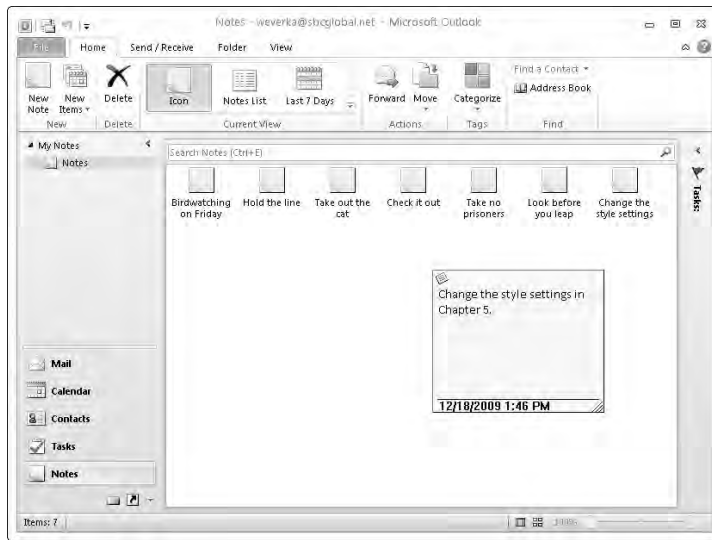 Notes - weverka@sbcglobal.net - Microsoft Outlook
File Home Send / Receive Folder View
New Note
New Items
Delete
Icon
Notes List
Last 7 Days
Forward
Move
Categorize
Find a Contact
Address Book
New
Delete
Current View
Actions
Tags
Find
My Notes
Notes
Search Notes (Ctrl+E)
Birdwatching on Friday
Hold the line
Take out the cat
Check it out
Take no prisoners
Look before you leap
Change the style settings
Tasks:
Change the style settings in
Chapter 5.
12/18/2009 1:46 PM
Mail
Calendar
Contacts
Tasks
Notes
Items: 7